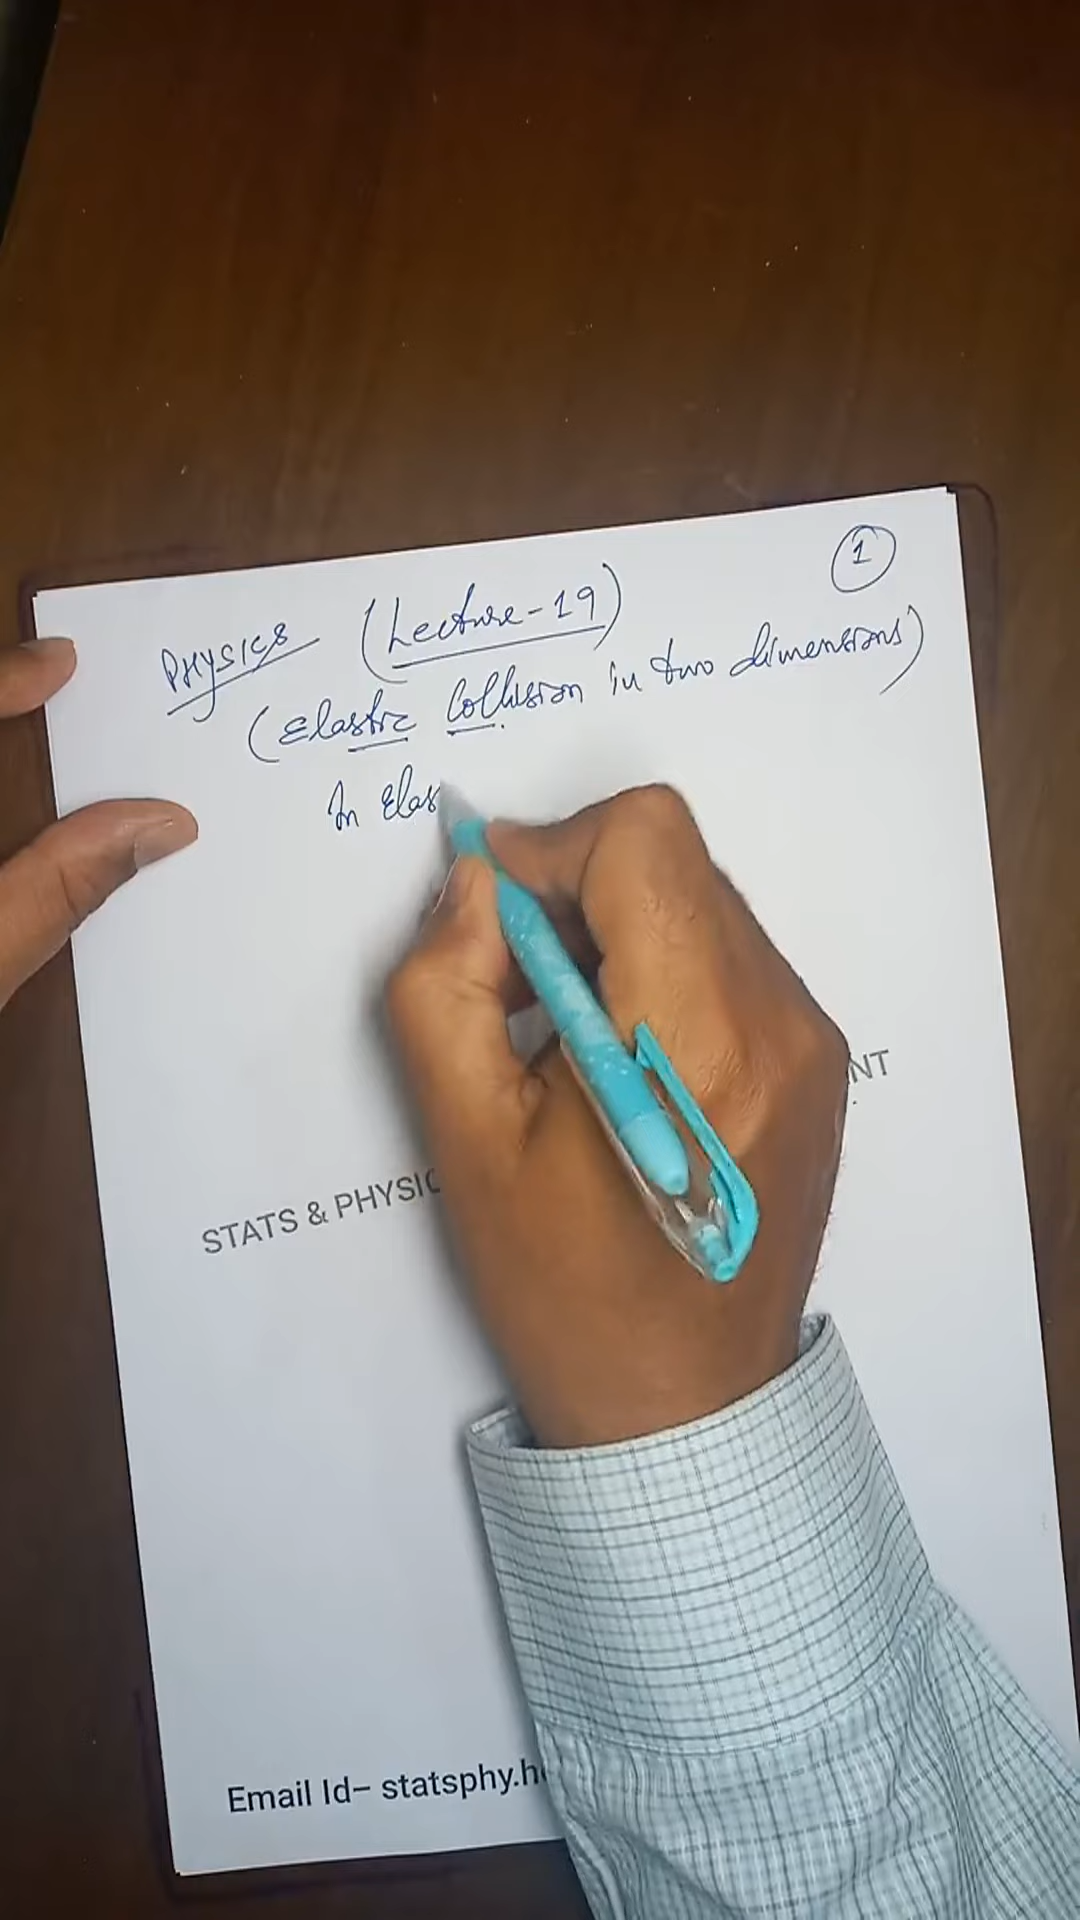 1
PHYSICS (Lecture-19)
(Elastic Collision in two dimensions)
In Elas
NT
STATS & PHYSIC
Email Id– statsphy.h